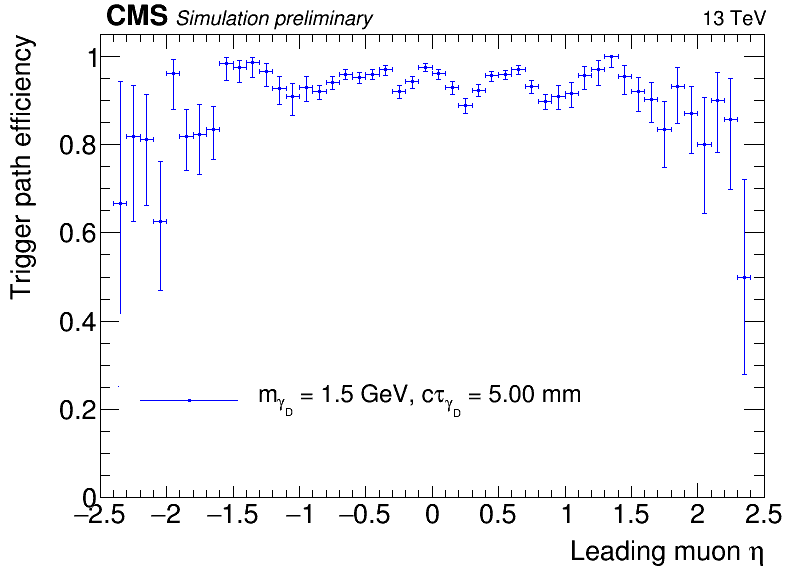 CMS Simulation preliminary 13 TeV
Trigger path efficiency
1
0.8
0.6
0.4
0.2
0
m_γ_D = 1.5 GeV, cτ_γ_D = 5.00 mm
−2.5 −2 −1.5 −1 −0.5 0 0.5 1 1.5 2 2.5
Leading muon η